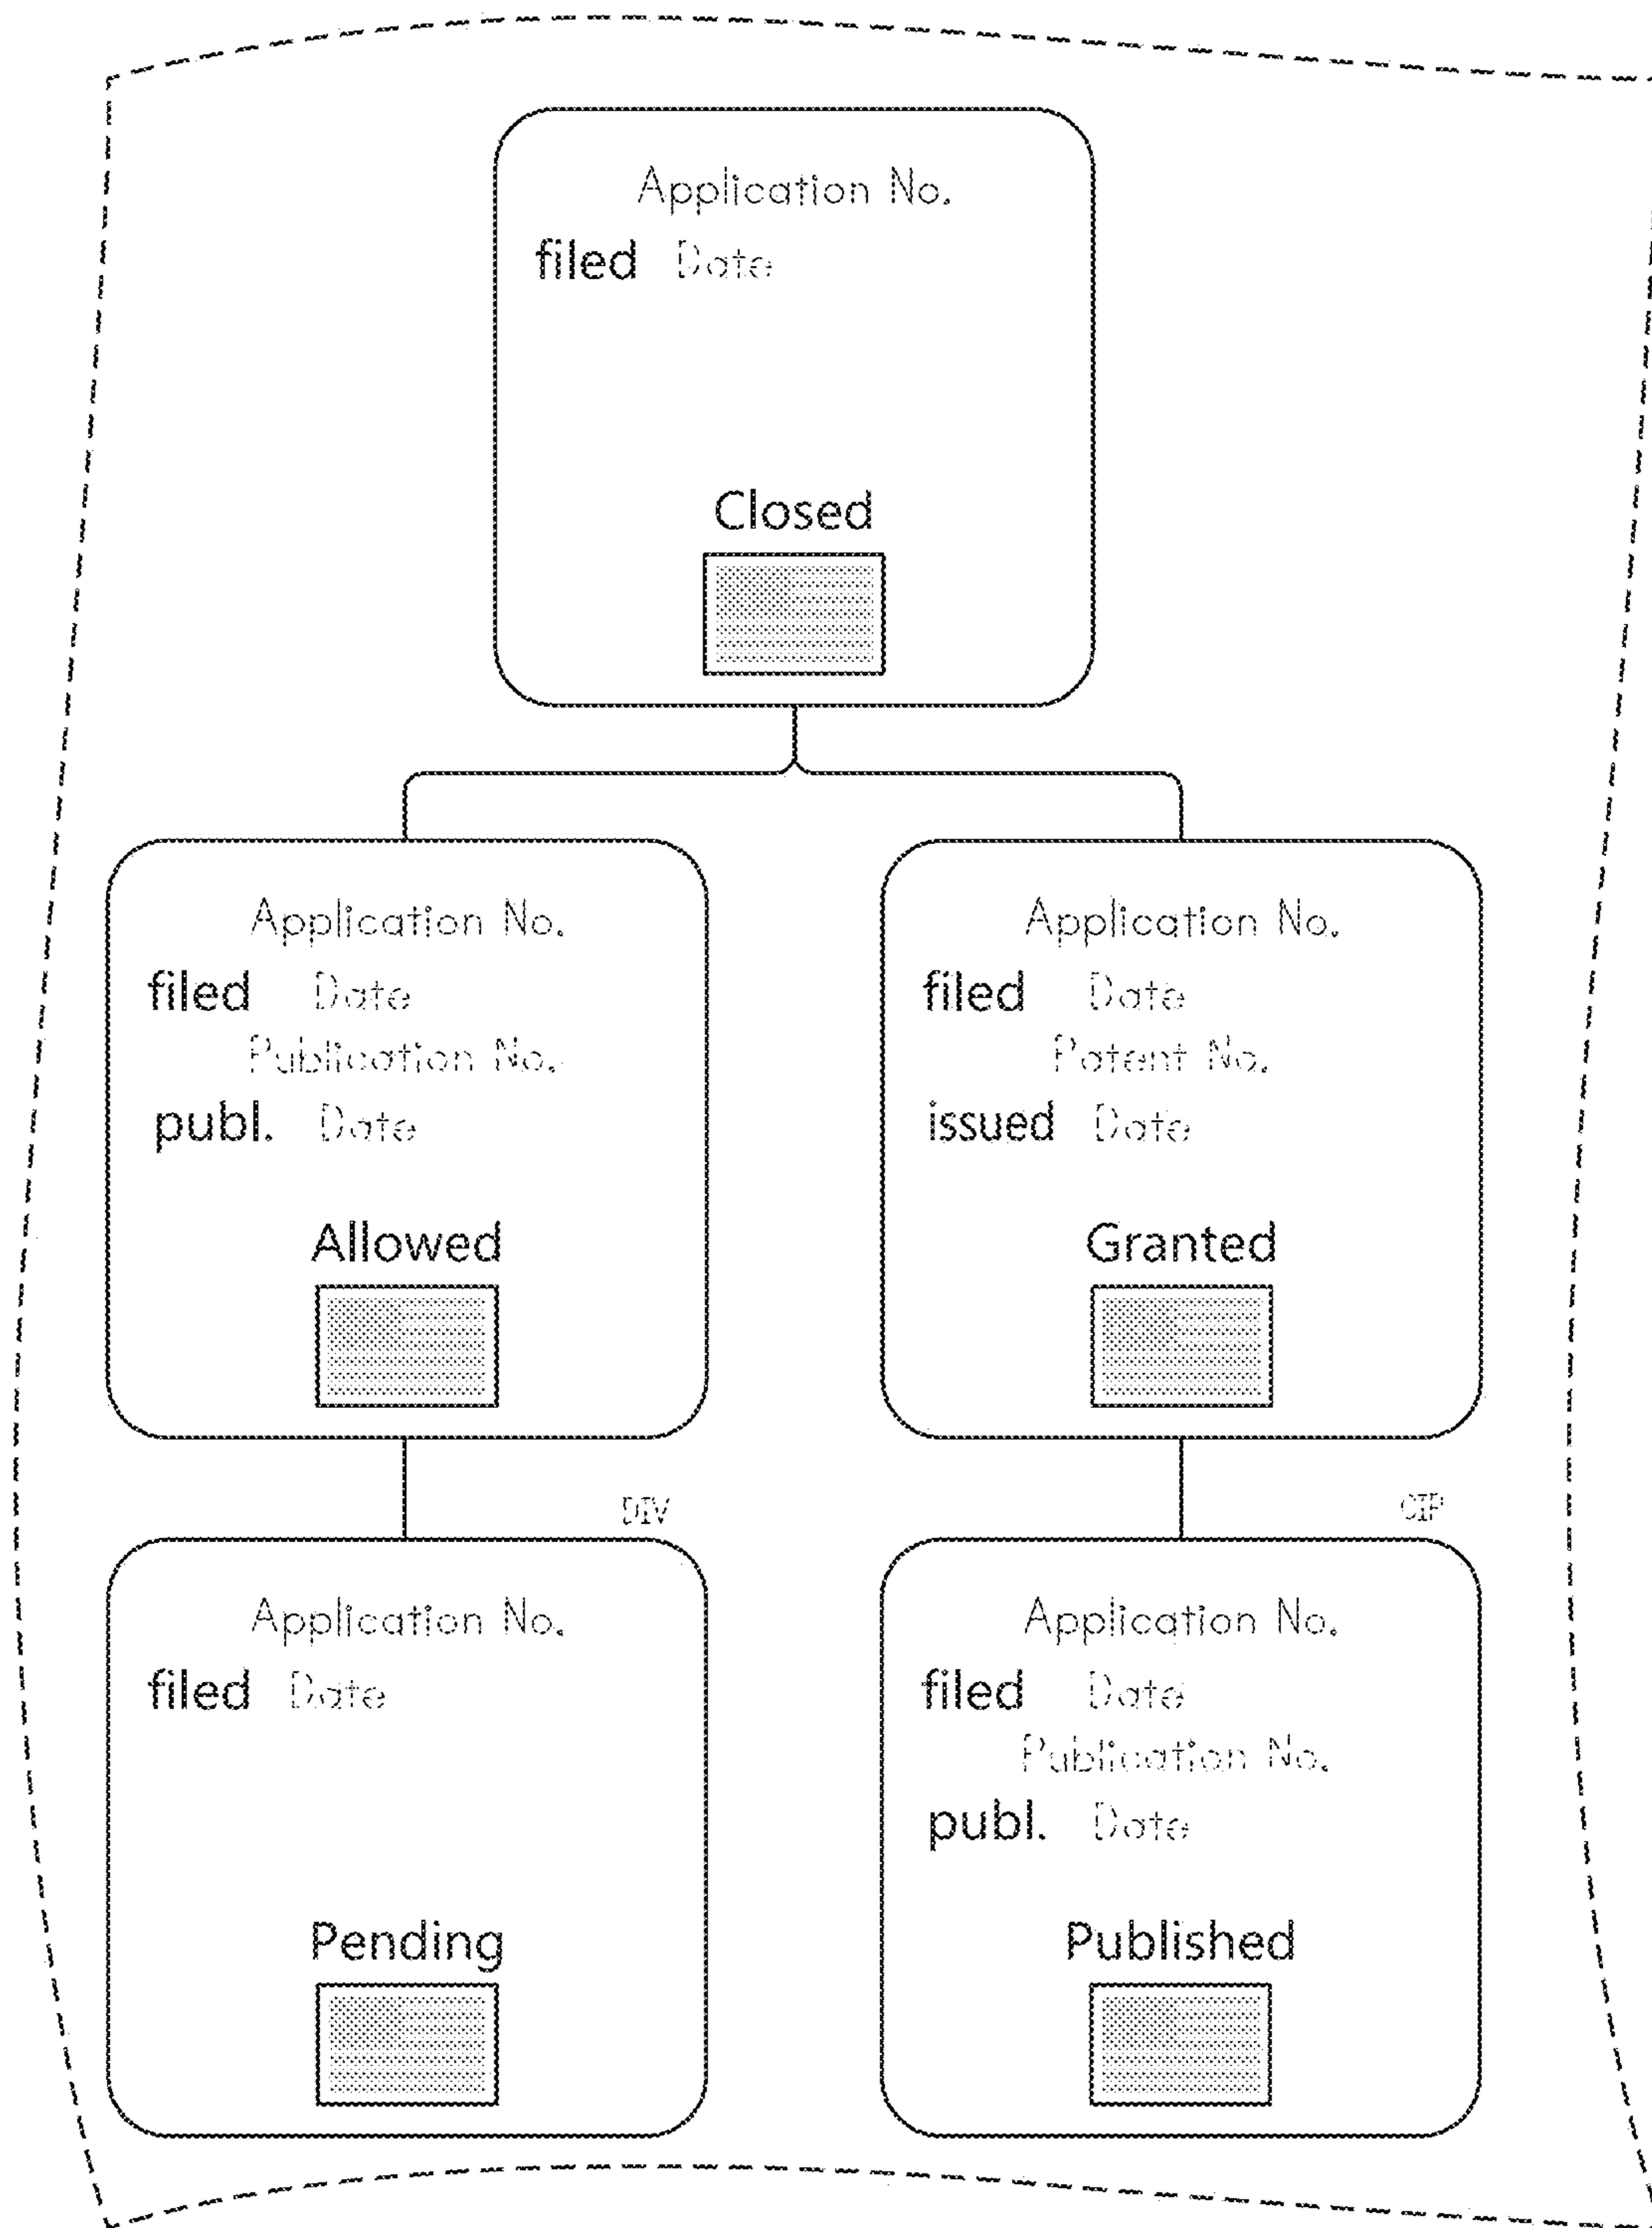 Application No.
filed Date
Closed
Application No.
filed Date
Publication No.
publ. Date
Allowed
Application No.
filed Date
Patent No.
issued Date
Granted
DIV
Application No.
filed Date
Pending
CIP
Application No.
filed Date
Publication No.
publ. Date
Published